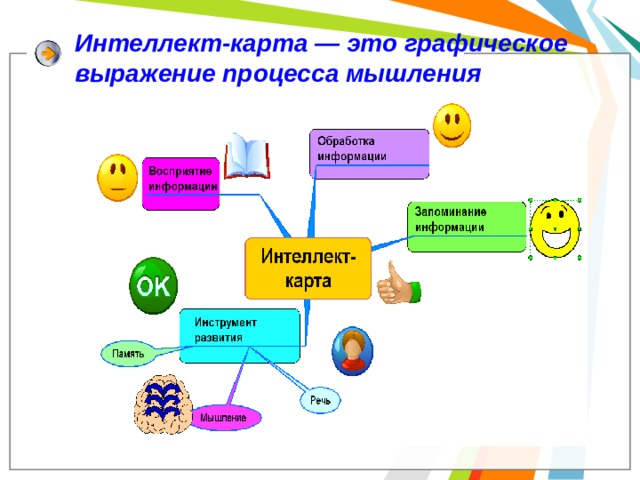 Интеллект-карта — это графическое
выражение процесса мышления
Обработка
информации
Восприятие
информации
Запоминание
информации
Интеллект-
карта
OK
Инструмент
развития
Память
Речь
Мышление